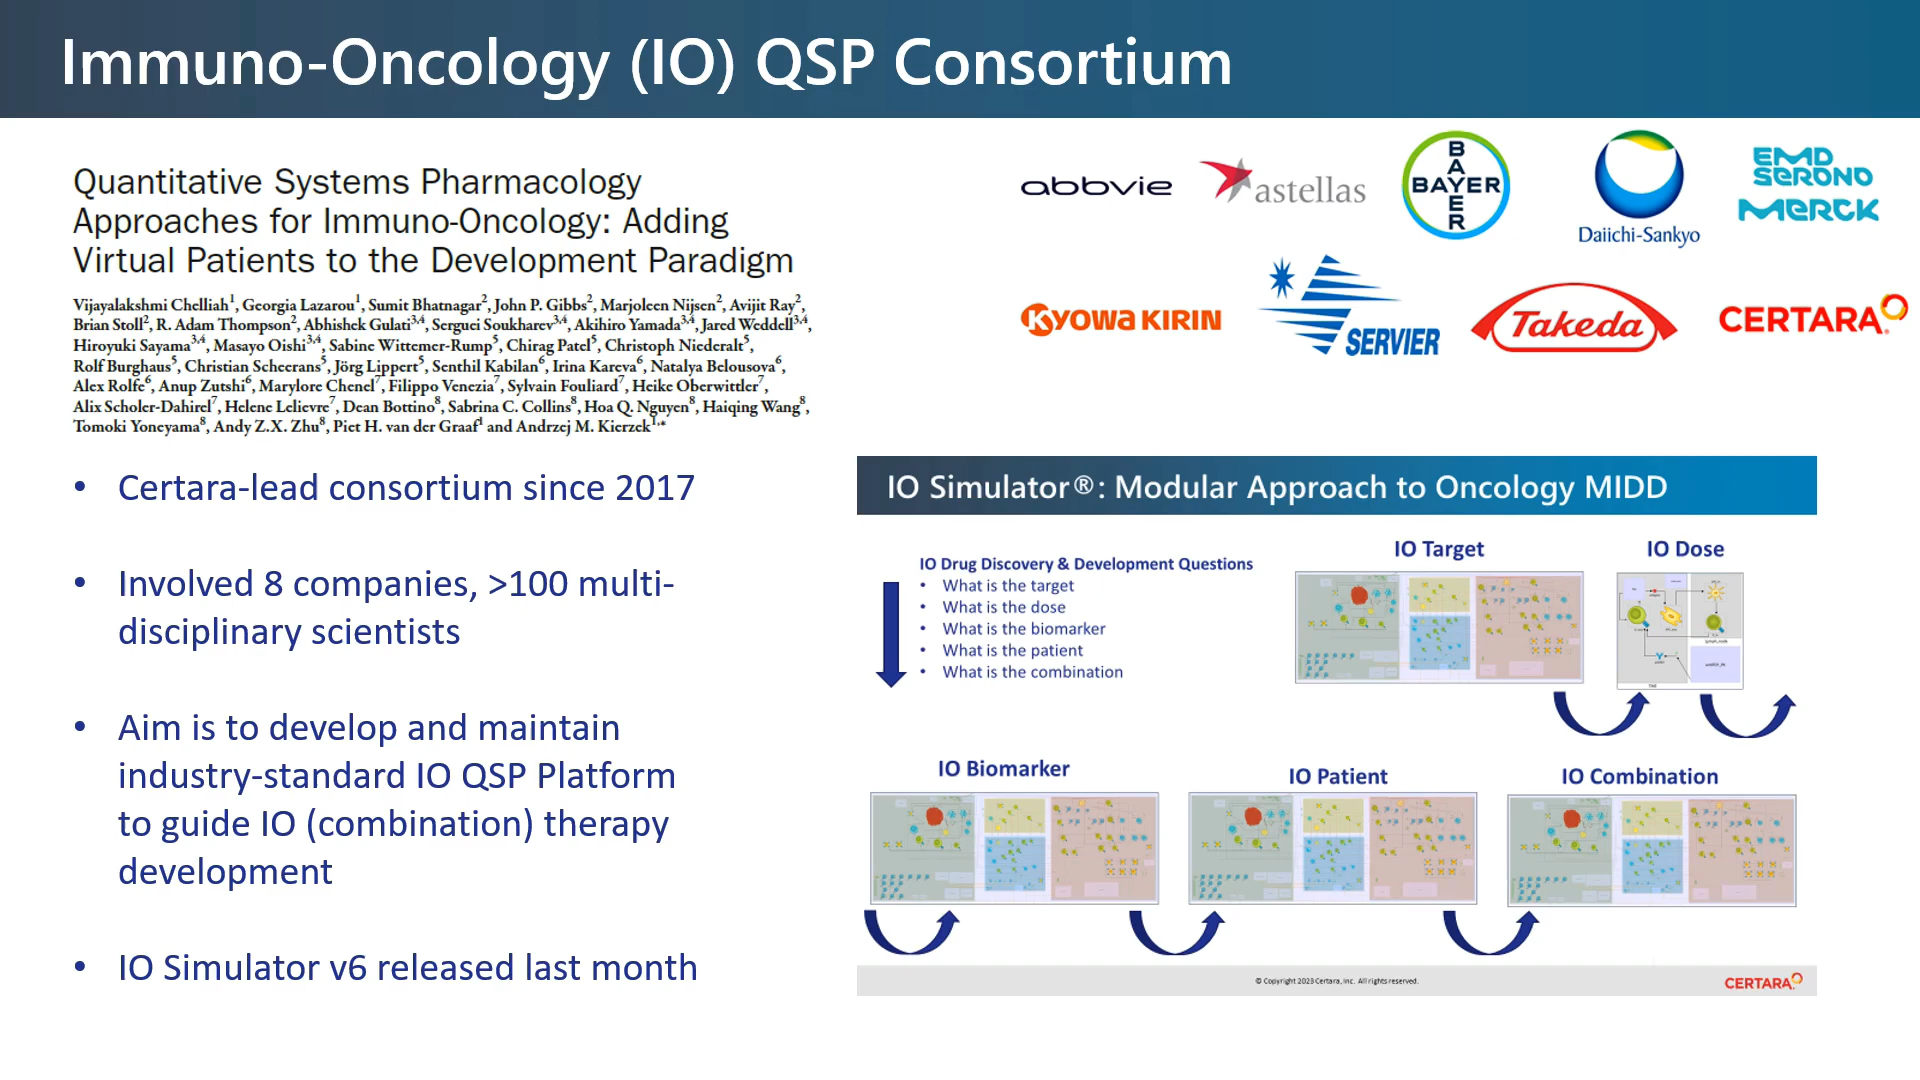 Immuno-Oncology (IO) QSP Consortium
Quantitative Systems Pharmacology
Approaches for Immuno-Oncology: Adding
Virtual Patients to the Development Paradigm
Vijayalakshmi Chelliah1, Georgia Lazarou1, Sumit Bhatnagar2, John P. Gibbs2, Marjoleen Nijsen2, Avijit Ray2,
Brian Stoll2, R. Adam Thompson2, Abhishek Gulati3,4, Serguei Soukharev3,4, Akihiro Yamada3,4, Jared Weddell3,4,
Hiroyuki Sayama3,4, Masayo Oishi3,4, Sabine Wittemer-Rump5, Chirag Patel5, Christoph Niederalt5,
Rolf Burghaus5, Christian Scheerans5, Jörg Lippert5, Senthil Kabilan6, Irina Kareva6, Natalya Belousova6,
Alex Rolfe6, Anup Zutshi6, Marylore Chenel7, Filippo Venezia7, Sylvain Fouliard7, Heike Oberwittler7,
Alix Scholer-Dahirel7, Helene Lelievre7, Dean Bottino8, Sabrina C. Collins8, Hoa Q. Nguyen8, Haiqing Wang8,
Tomoki Yoneyama8, Andy Z.X. Zhu8, Piet H. van der Graaf1 and Andrzej M. Kierzek1,*
• Certara-lead consortium since 2017
• Involved 8 companies, >100 multi-
disciplinary scientists
• Aim is to develop and maintain
industry-standard IO QSP Platform
to guide IO (combination) therapy
development
• IO Simulator v6 released last month
abbvie
astellas
BAYER
BAYER
Daiichi-Sankyo
EMD
SERONO
MERCK
KYOWA KIRIN
SERVIER
Takeda
CERTARA
IO Simulator®: Modular Approach to Oncology MIDD
IO Drug Discovery & Development Questions
• What is the target
• What is the dose
• What is the biomarker
• What is the patient
• What is the combination
IO Target
IO Dose
IO Biomarker
IO Patient
IO Combination
© Copyright 2023 Certara, Inc. All rights reserved.
CERTARA